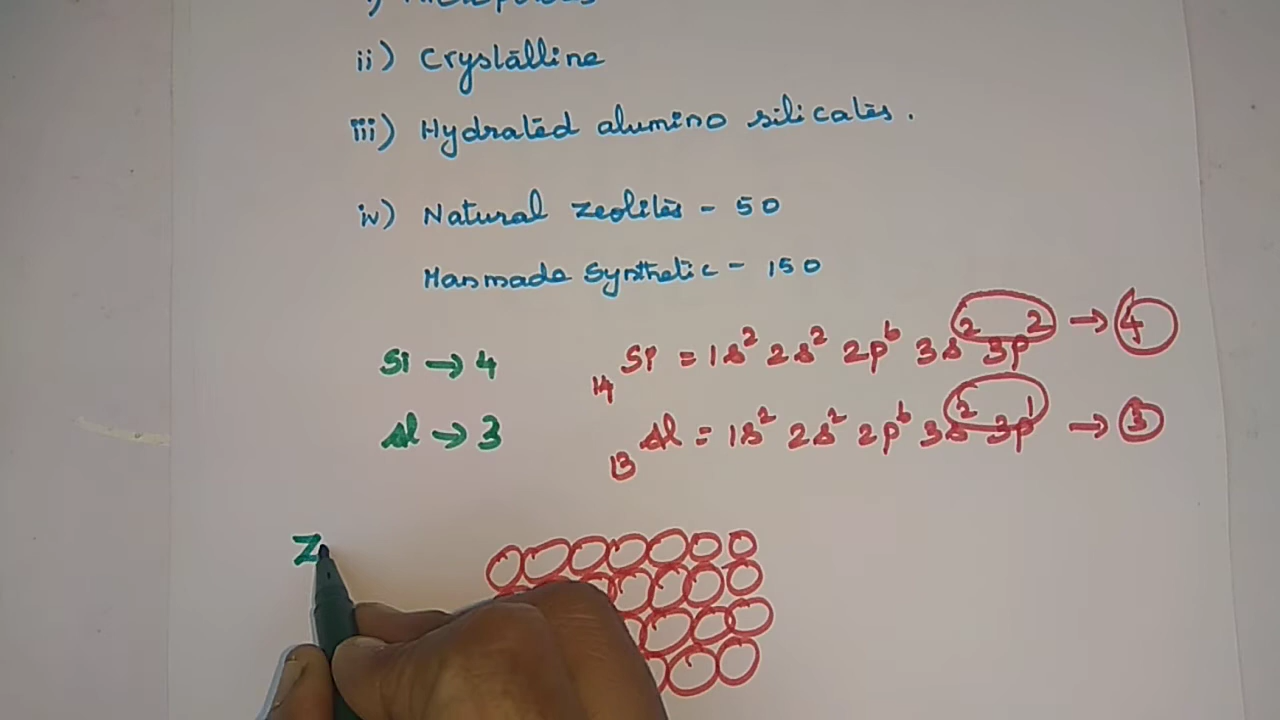 ii) Crystalline
iii) Hydrated alumino silicates.
iv) Natural zeolites - 50
Manmade Synthetic - 150
Si → 4
₁₄Si = 1s² 2s² 2p⁶ 3s² 3p² → 4
Al → 3
₁₃Al = 1s² 2s² 2p⁶ 3s² 3p¹ → 3
Z